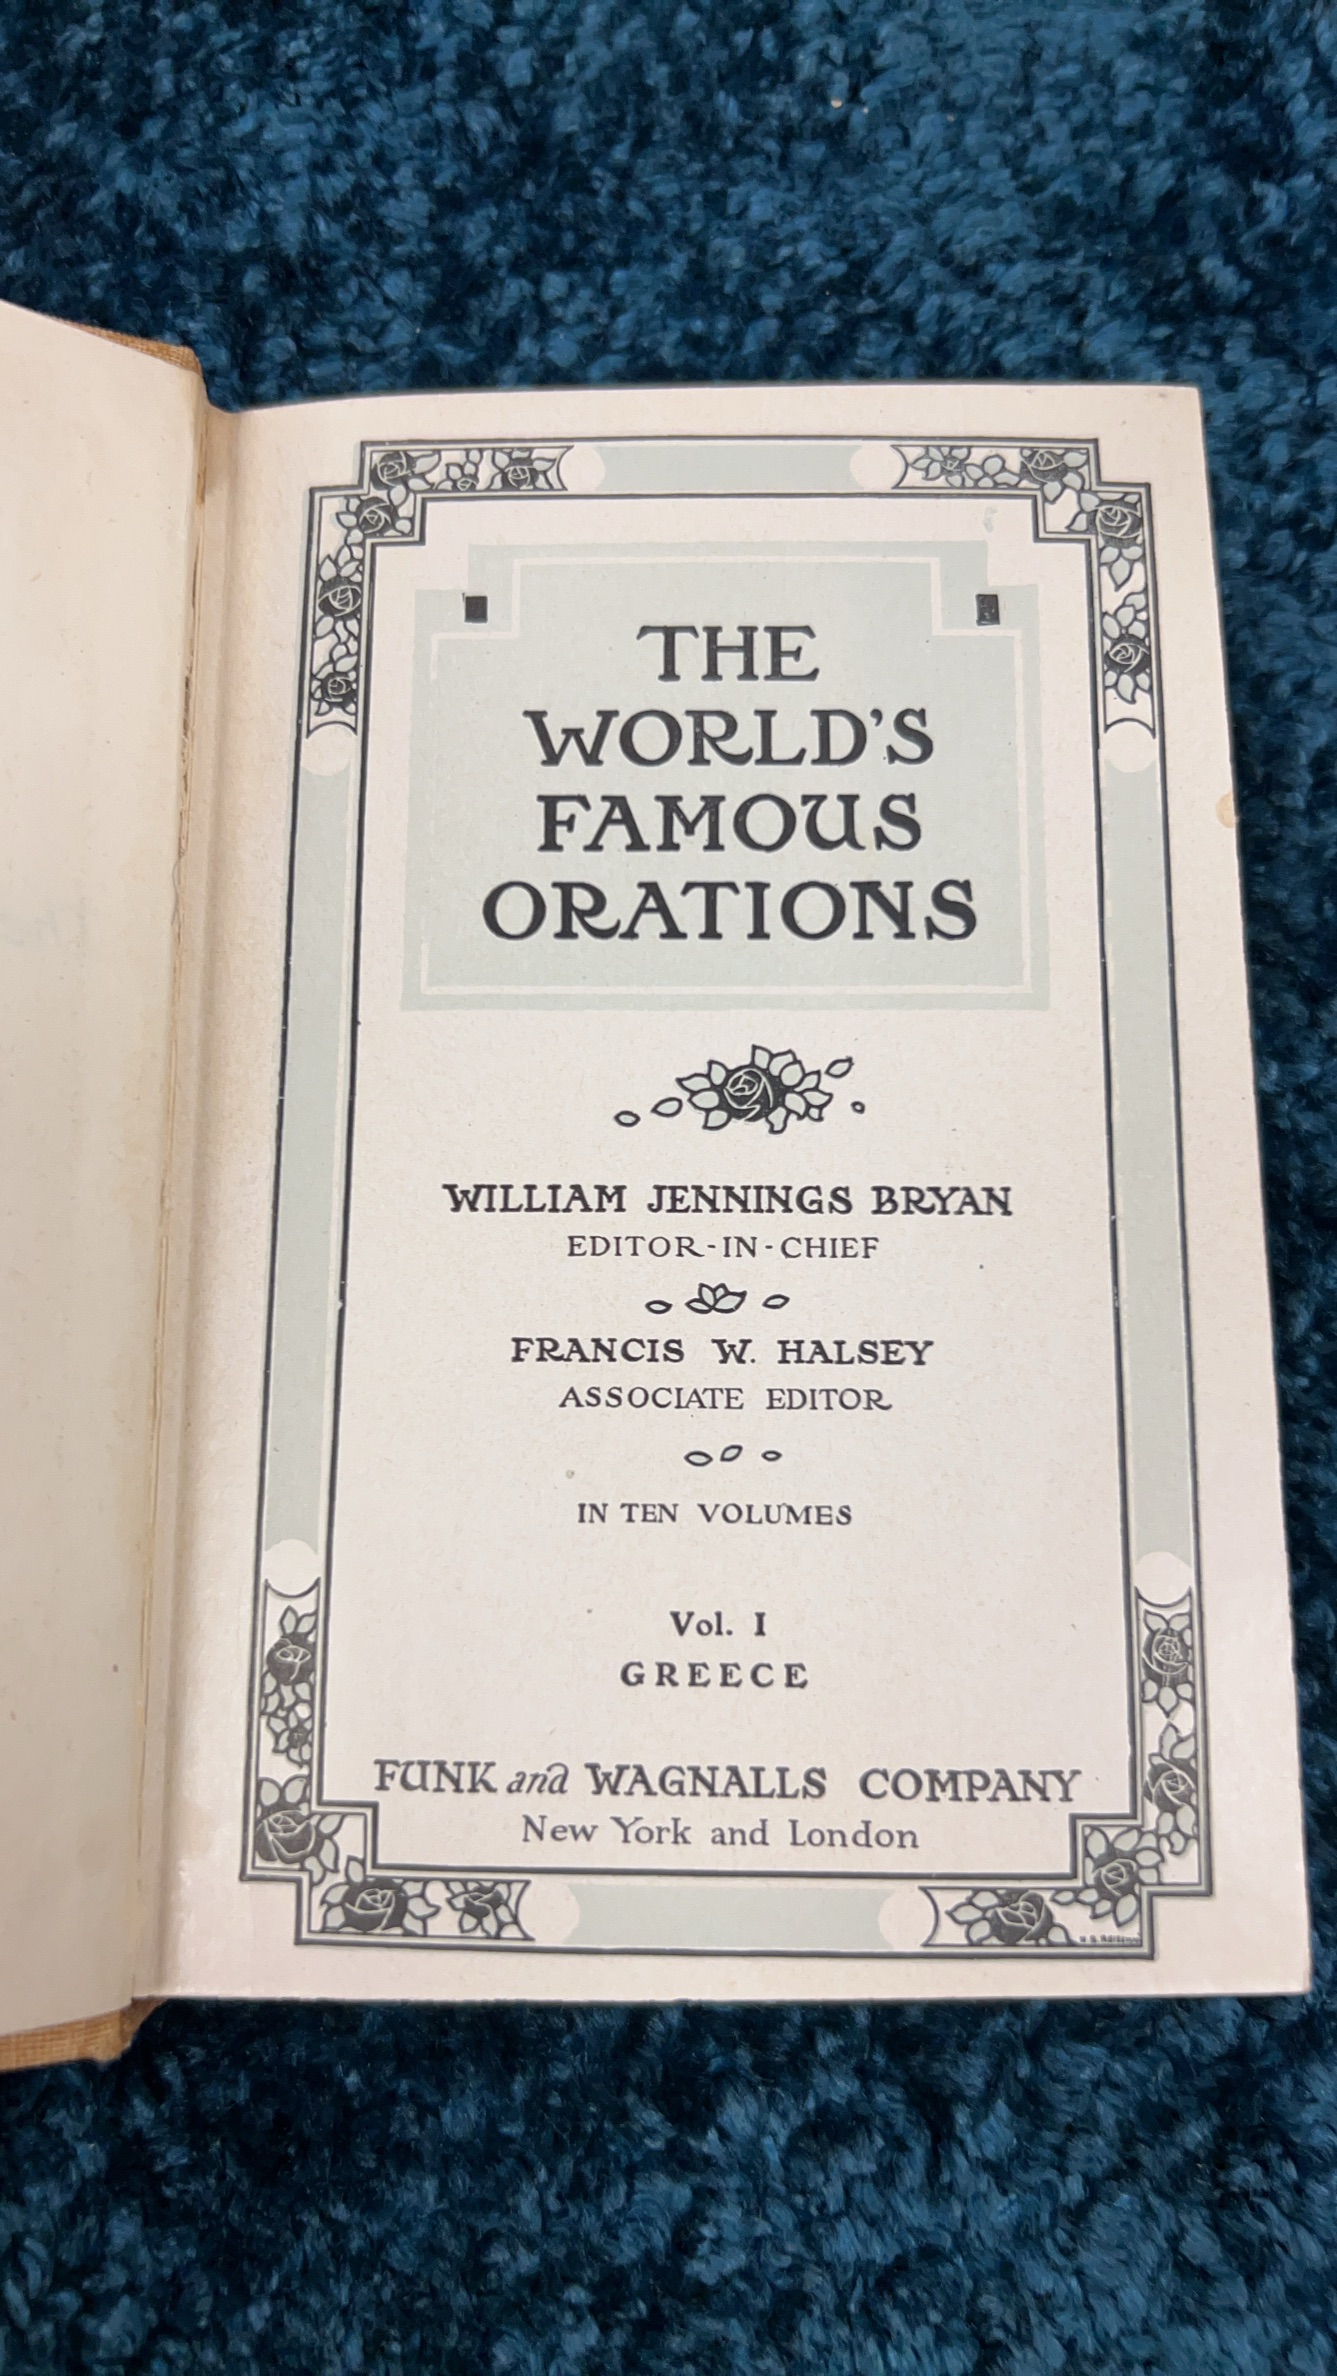 THE
WORLD'S
FAMOUS
ORATIONS
WILLIAM JENNINGS BRYAN
EDITOR-IN-CHIEF
FRANCIS W. HALSEY
ASSOCIATE EDITOR
IN TEN VOLUMES
Vol. I
GREECE
FUNK and WAGNALLS COMPANY
New York and London